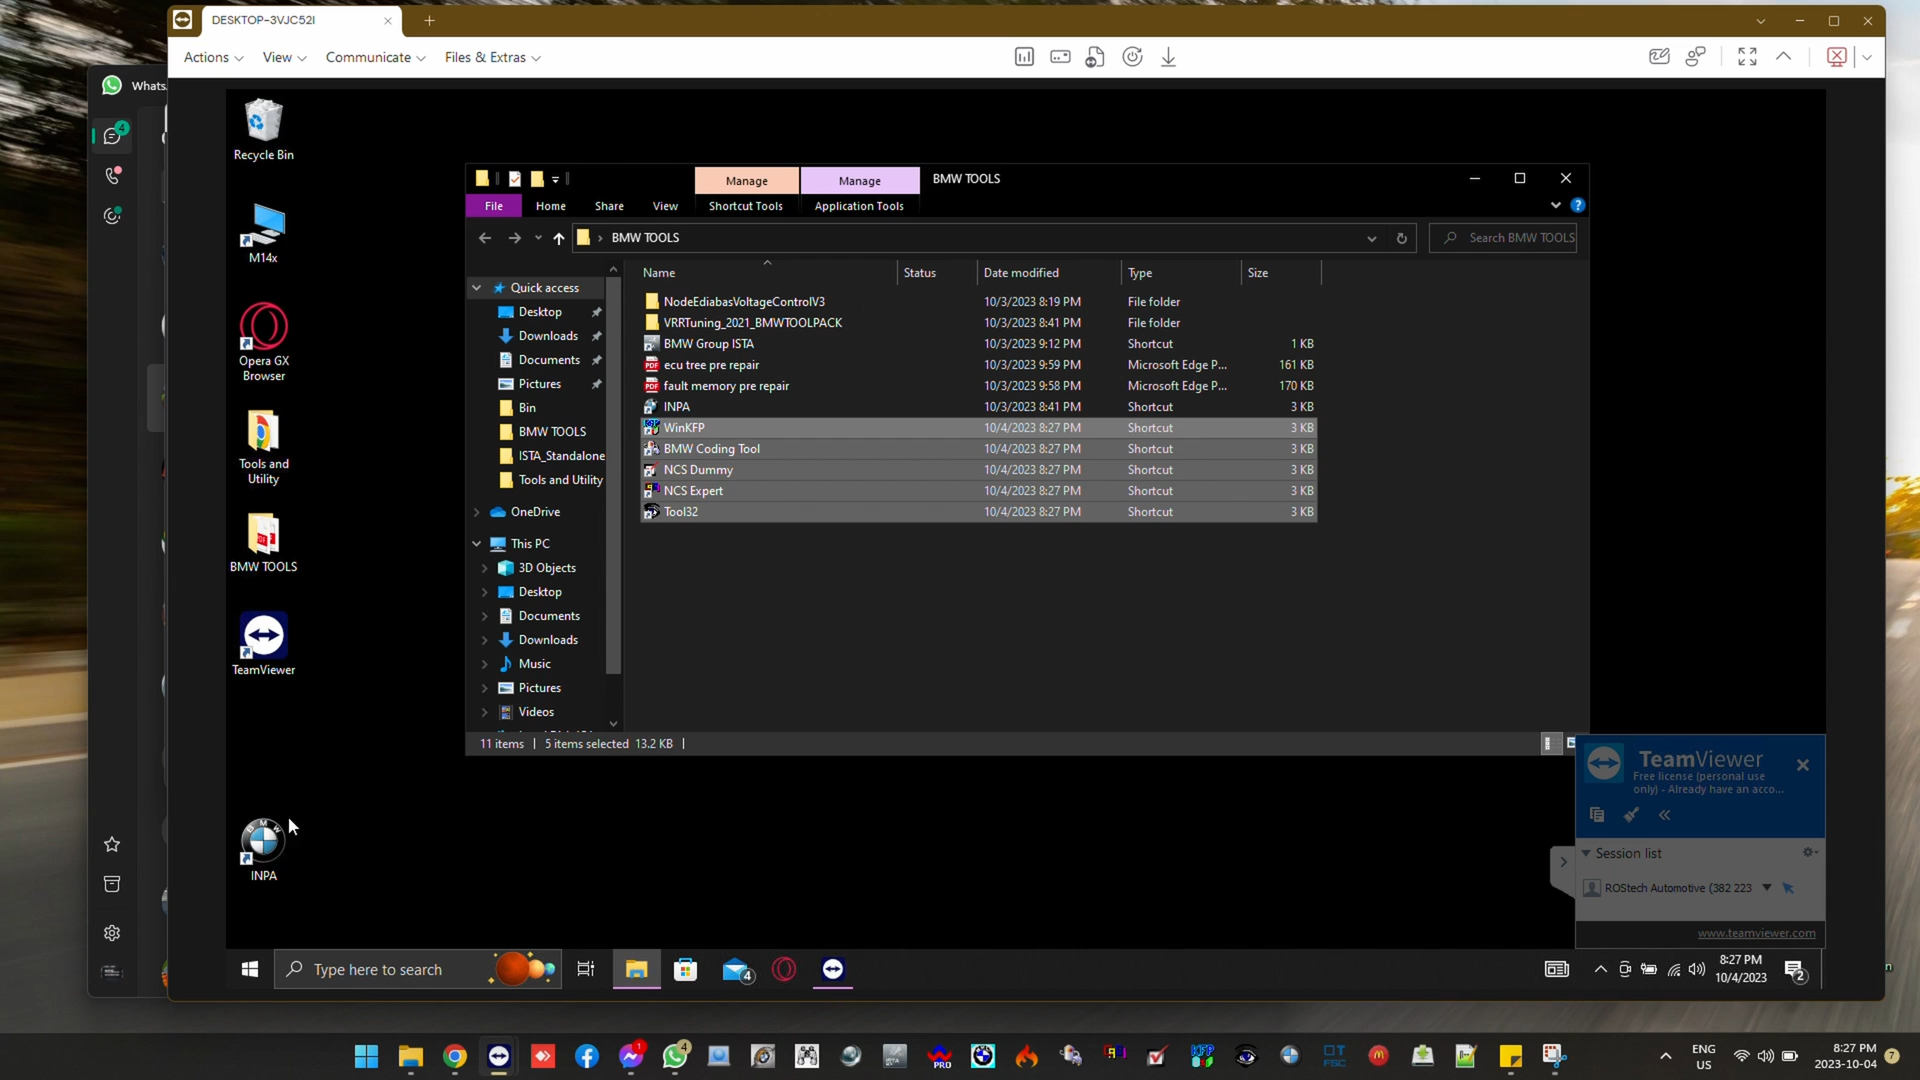 DESKTOP-3VJC52I
Actions
View
Communicate
Files & Extras
Whats
4
Recycle Bin
M14x
Opera GX
Browser
Tools and
Utility
BMW TOOLS
TeamViewer
INPA
Manage
Manage
BMW TOOLS
File
Home
Share
View
Shortcut Tools
Application Tools
BMW TOOLS
Search BMW TOOLS
Name
Status
Date modified
Type
Size
NodeEdiabasVoltageControlV3 10/3/2023 8:19 PM File folder
VRRTuning_2021_BMWTOOLPACK 10/3/2023 8:41 PM File folder
BMW Group ISTA 10/3/2023 9:12 PM Shortcut 1 KB
ecu tree pre repair 10/3/2023 9:59 PM Microsoft Edge P... 161 KB
fault memory pre repair 10/3/2023 9:58 PM Microsoft Edge P... 170 KB
INPA 10/3/2023 8:41 PM Shortcut 3 KB
WinKFP 10/4/2023 8:27 PM Shortcut 3 KB
BMW Coding Tool 10/4/2023 8:27 PM Shortcut 3 KB
NCS Dummy 10/4/2023 8:27 PM Shortcut 3 KB
NCS Expert 10/4/2023 8:27 PM Shortcut 3 KB
Tool32 10/4/2023 8:27 PM Shortcut 3 KB
Quick access
Desktop
Downloads
Documents
Pictures
Bin
BMW TOOLS
ISTA_Standalone
Tools and Utility
OneDrive
This PC
3D Objects
Desktop
Documents
Downloads
Music
Pictures
Videos
11 items | 5 items selected 13.2 KB |
TeamViewer
Free license (personal use
only) - Already have an acco...
Session list
ROStech Automotive (382 223
www.teamviewer.com
Type here to search
4
8:27 PM
10/4/2023
2
1
4
PRO
KFP
ENG
US
8:27 PM
2023-10-04
7